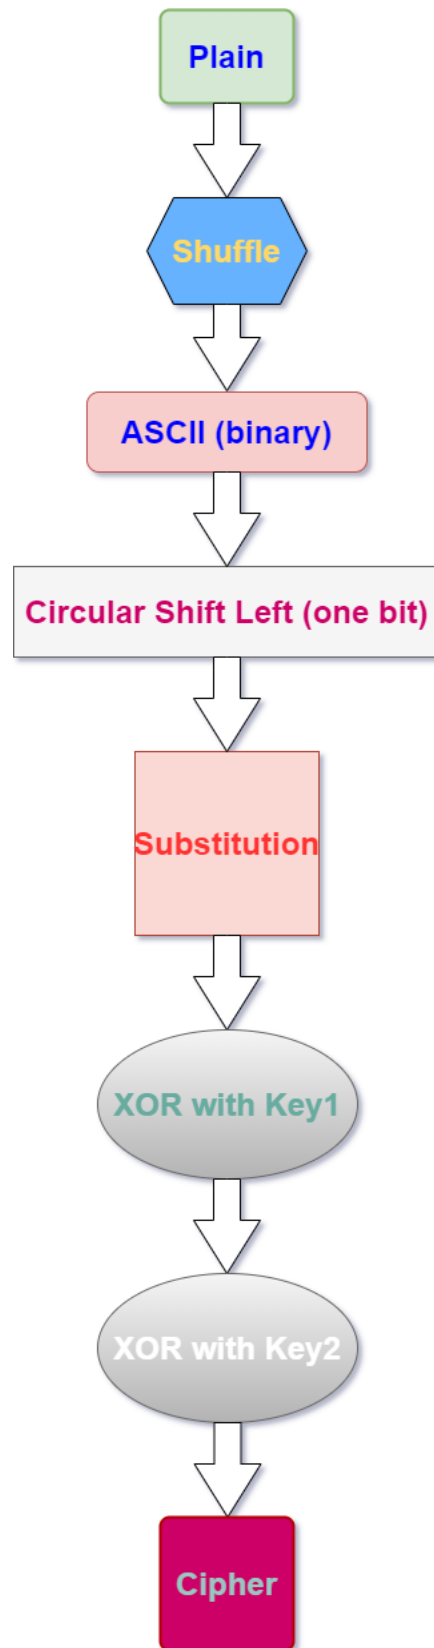 Plain
Shuffle
ASCII (binary)
Circular Shift Left (one bit)
Substitution
XOR with Key1
XOR with Key2
Cipher